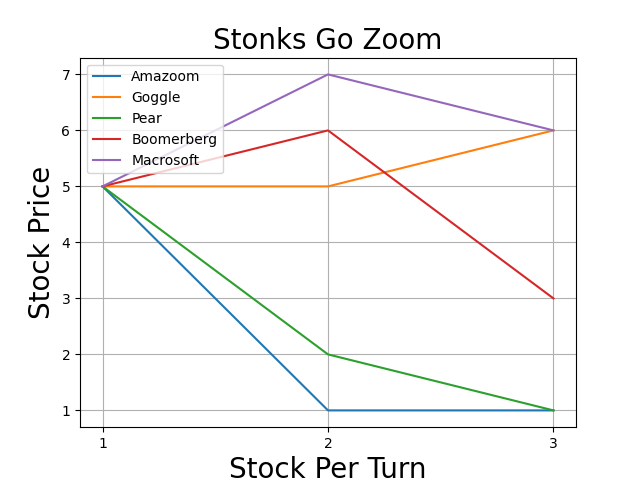 Stonks Go Zoom
Stock Price
7
6
5
4
3
2
1
Amazoom
Goggle
Pear
Boomerberg
Macrosoft
1 2 3
Stock Per Turn